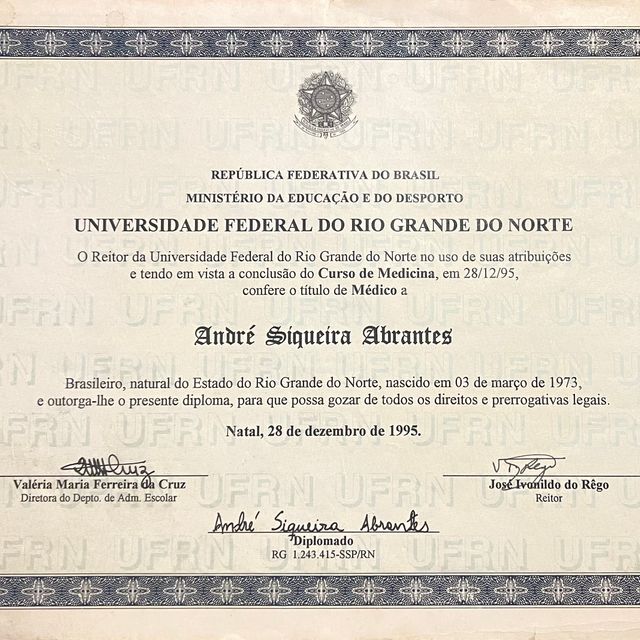 REPÚBLICA FEDERATIVA DO BRASIL
MINISTÉRIO DA EDUCAÇÃO E DO DESPORTO
UNIVERSIDADE FEDERAL DO RIO GRANDE DO NORTE
O Reitor da Universidade Federal do Rio Grande do Norte no uso de suas atribuições
e tendo em vista a conclusão do Curso de Medicina, em 28/12/95,
confere o título de Médico a
André Siqueira Abrantes
Brasileiro, natural do Estado do Rio Grande do Norte, nascido em 03 de março de 1973,
e outorga-lhe o presente diploma, para que possa gozar de todos os direitos e prerrogativas legais.
Natal, 28 de dezembro de 1995.
Valéria Maria Ferreira da Cruz
Diretora do Depto. de Adm. Escolar
José Ivonildo do Rêgo
Reitor
André Siqueira Abrantes
Diplomado
RG 1.243.415-SSP/RN
UFRN